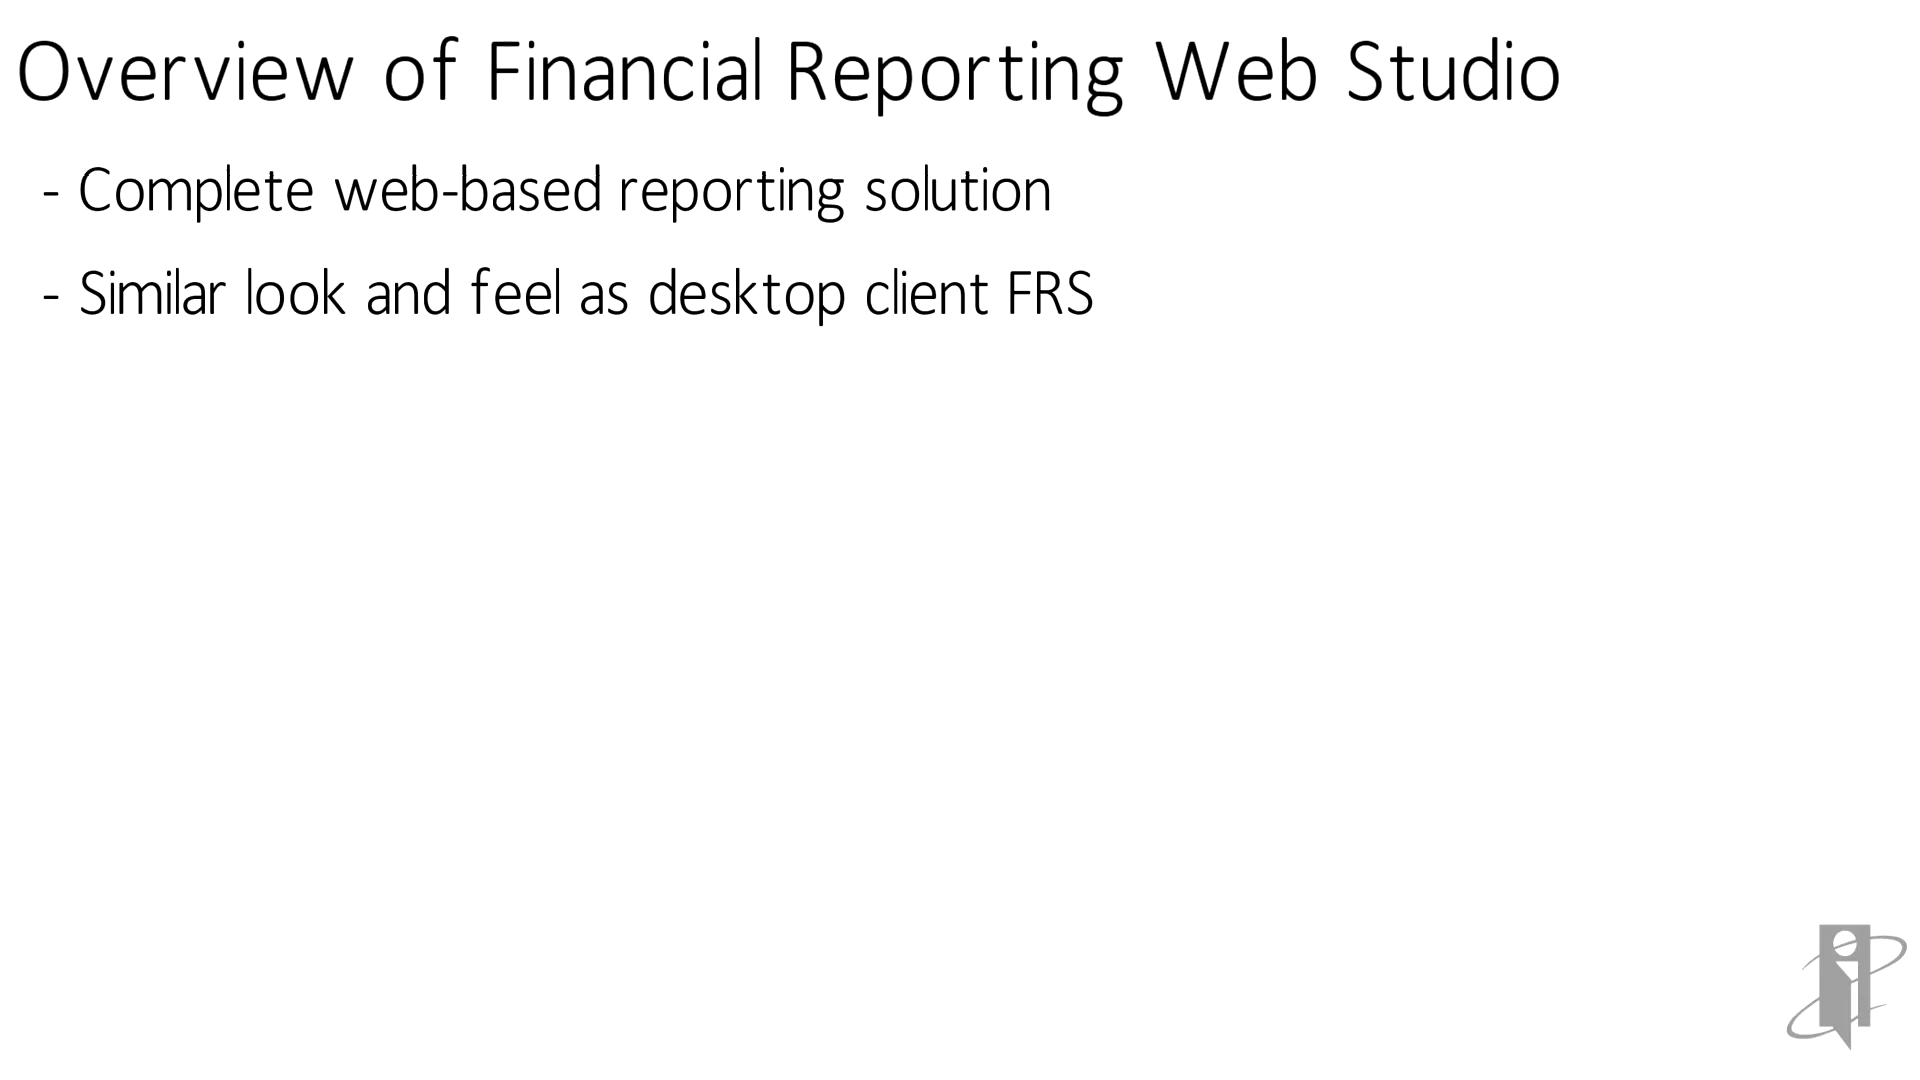 Overview of Financial Reporting Web Studio
- Complete web-based reporting solution
- Similar look and feel as desktop client FRS